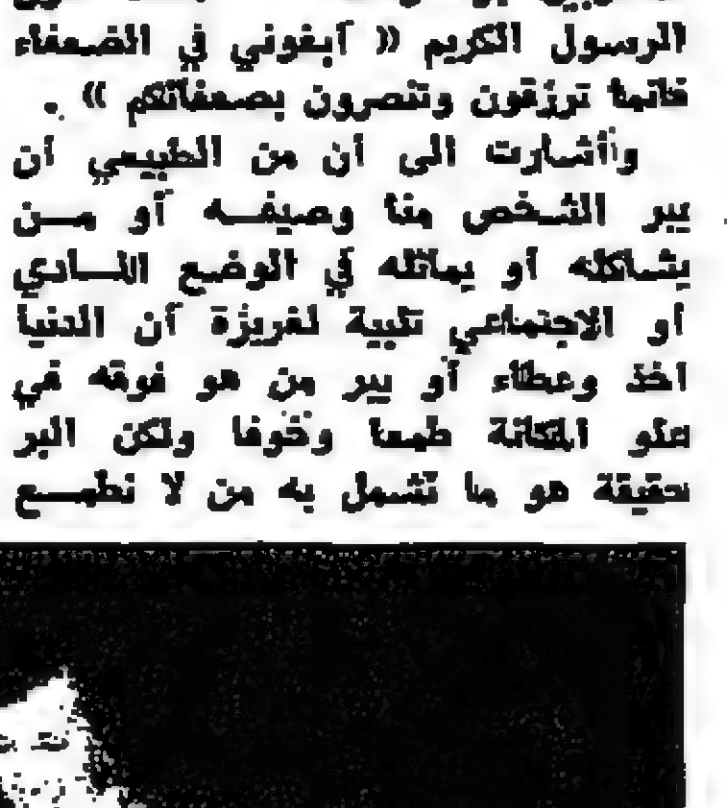 الرسول الكريم « ابغوني في الضعفاء
فانما ترزقون وتنصرون بضعفائكم » .
وأشارت الى أن من الطبيعي أن
يبر الشخص منا وصيفه أو من
يشاكله أو يماثله في الوضع المادي
أو الاجتماعي تلبية لغريزة أن الدنيا
اخذ وعطاء أو يبر من هو فوقه في
علو المكانة طمعا وخوفا ولكن البر
حقيقة هو ما تشمل به من لا تطمع